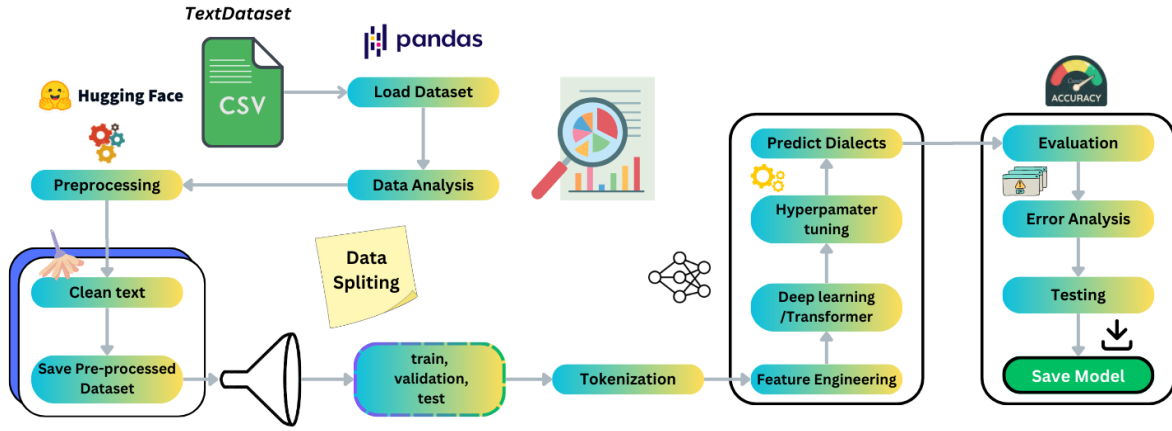 TextDataset
CSV
pandas
Load Dataset
Data Analysis
Hugging Face
Preprocessing
Clean text
Save Pre-processed
Dataset
Data
Spliting
train,
validation,
test
Tokenization
Feature Engineering
Deep learning
/Transformer
Hyperpamater
tuning
Predict Dialects
ACCURACY
Evaluation
Error Analysis
Testing
Save Model